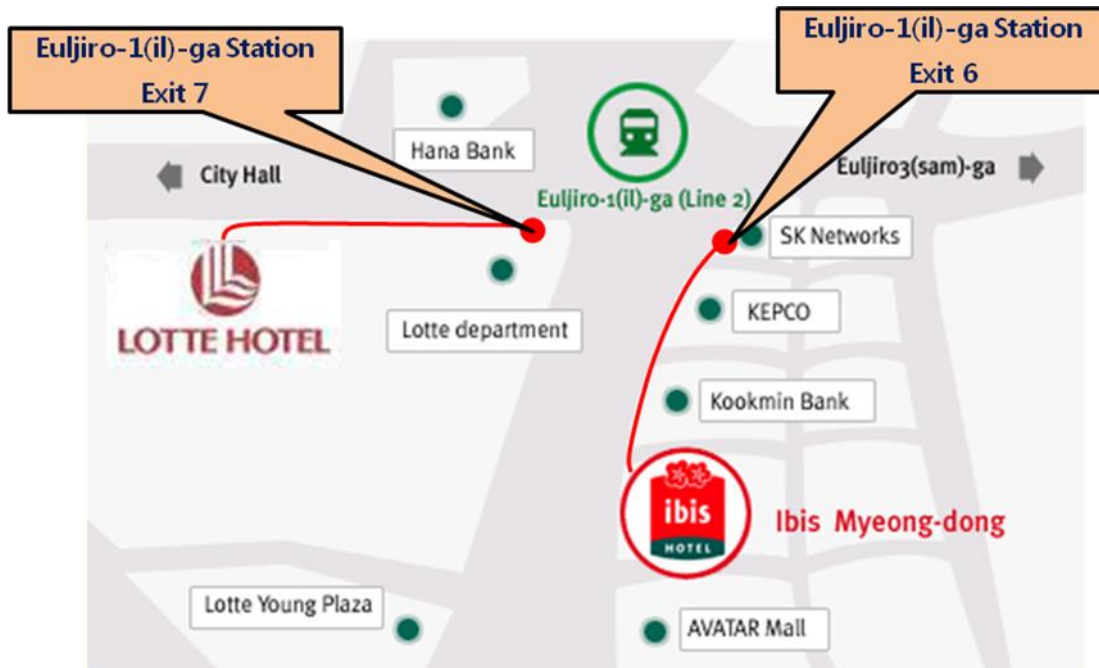 Euljiro-1(il)-ga Station
Exit 7
Euljiro-1(il)-ga Station
Exit 6
Hana Bank
City Hall
Euljiro3(sam)-ga
Euljiro-1(il)-ga (Line 2)
SK Networks
LOTTE HOTEL
Lotte department
KEPCO
Kookmin Bank
ibis
HOTEL
Ibis Myeong-dong
Lotte Young Plaza
AVATAR Mall